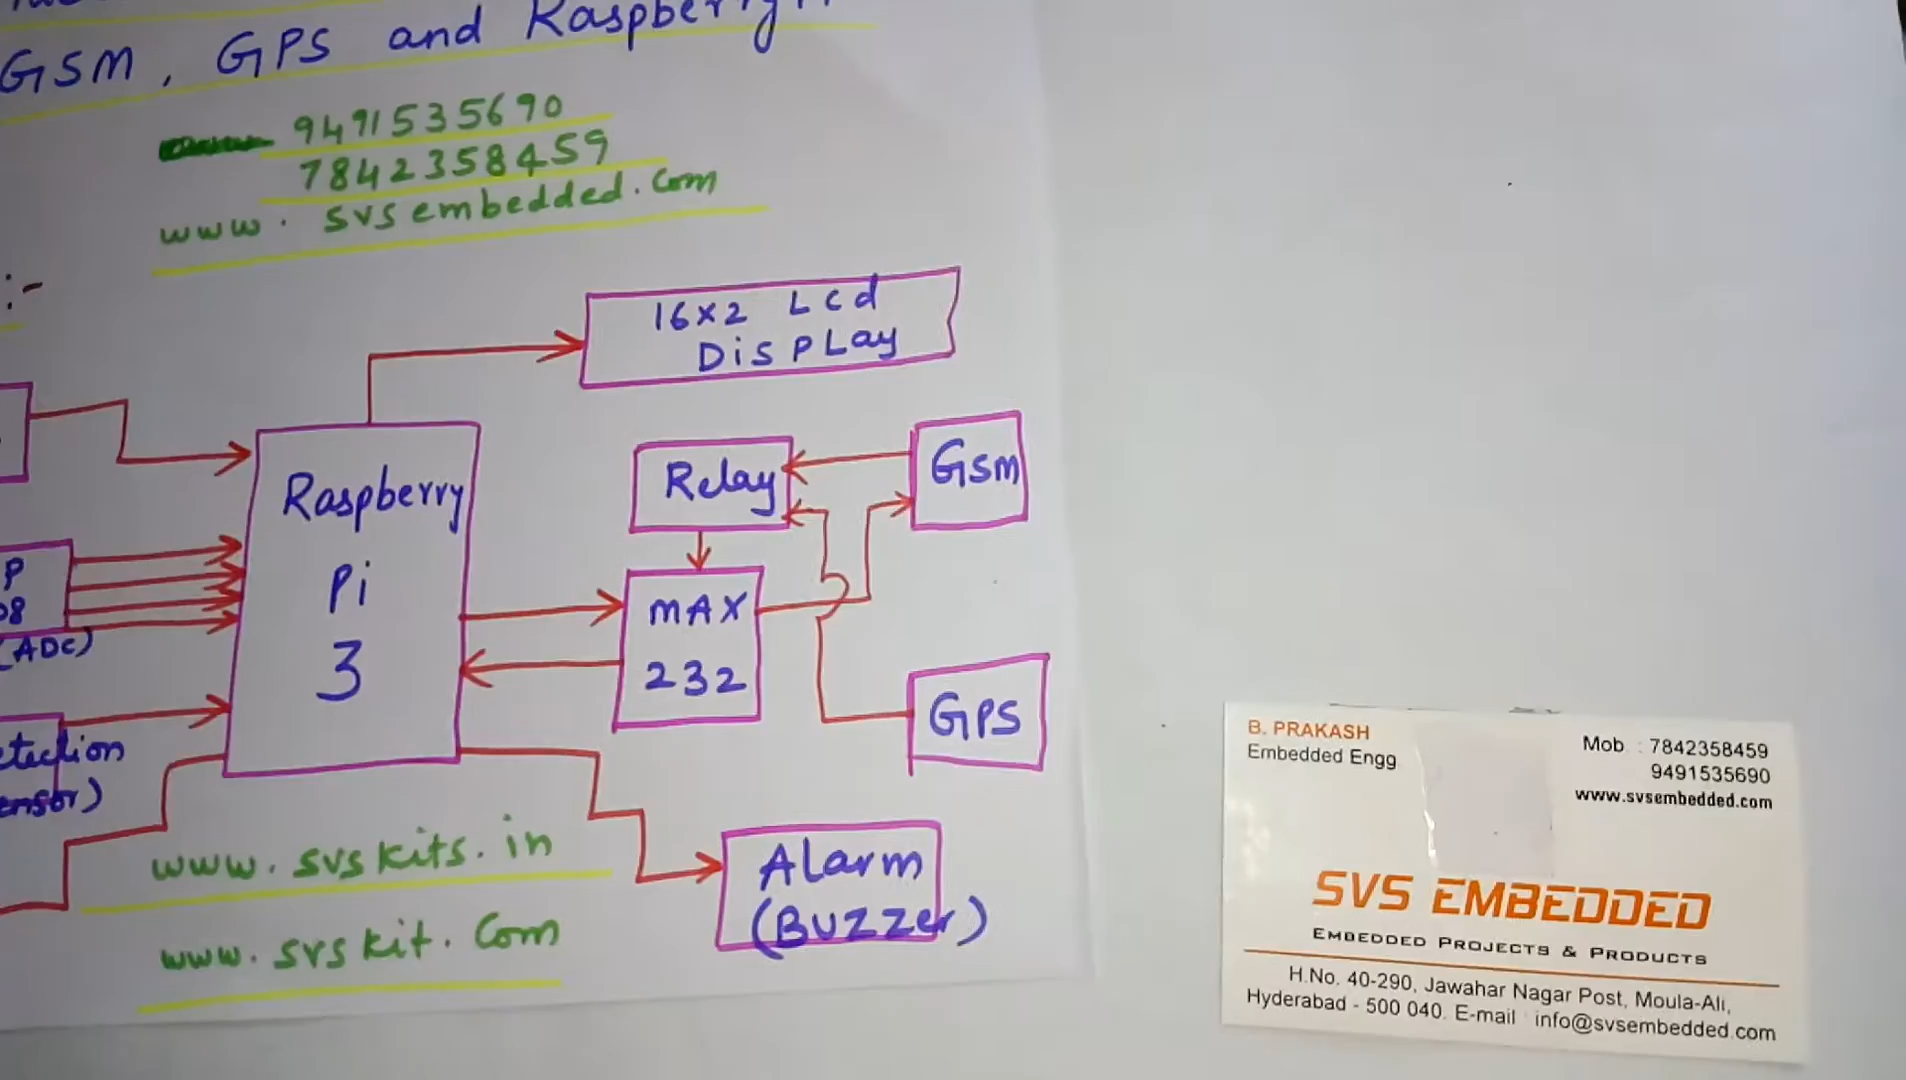 GSM, GPS and Raspberry
9491535690
7842358459
www.svsembedded.com
:-
16x2 Lcd
DisPLay
Raspberry
Pi
3
Relay
Gsm
MAX
232
GPS
P
08
(ADC)
Alarm
(Buzzer)
www.svskits.in
www.svskit.Com
B. PRAKASH
Embedded Engg
Mob : 7842358459
9491535690
www.svsembedded.com
SVS EMBEDDED
EMBEDDED PROJECTS & PRODUCTS
H.No. 40-290, Jawahar Nagar Post, Moula-Ali,
Hyderabad - 500 040. E-mail : info@svsembedded.com